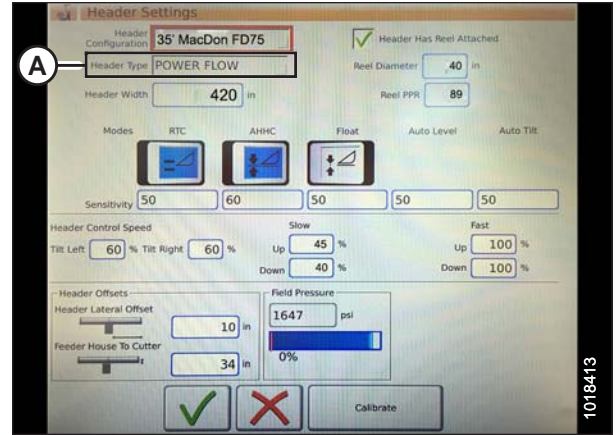 Header Settings
Header Configuration 35' MacDon FD75
Header Has Reel Attached
A
Header Type POWER FLOW
Reel Diameter 40 in
Header Width 420 in
Reel PPR 89
Modes RTC AHHC Float Auto Level Auto Tilt
Sensitivity 50 60 50 50 50
Header Control Speed
Slow
Fast
Tilt Left 60 % Tilt Right 60 %
Up 45 %
Up 100 %
Down 40 %
Down 100 %
Header Offsets
Header Lateral Offset
10 in
Feeder House To Cutter
34 in
Field Pressure
1647 psi
0%
Calibrate
1018413